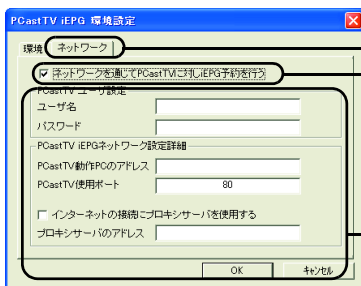 PCastTV iEPG 環境設定
環境 ネットワーク
ネットワークを通じてPCastTVに対しiEPG予約を行う
PCastTV ユーザ設定
ユーザ名
パスワード
PCastTV iEPGネットワーク設定詳細
PCastTV動作PCのアドレス
PCastTV使用ポート 80
インターネットの接続にプロキシサーバを使用する
プロキシサーバのアドレス
OK キャンセル